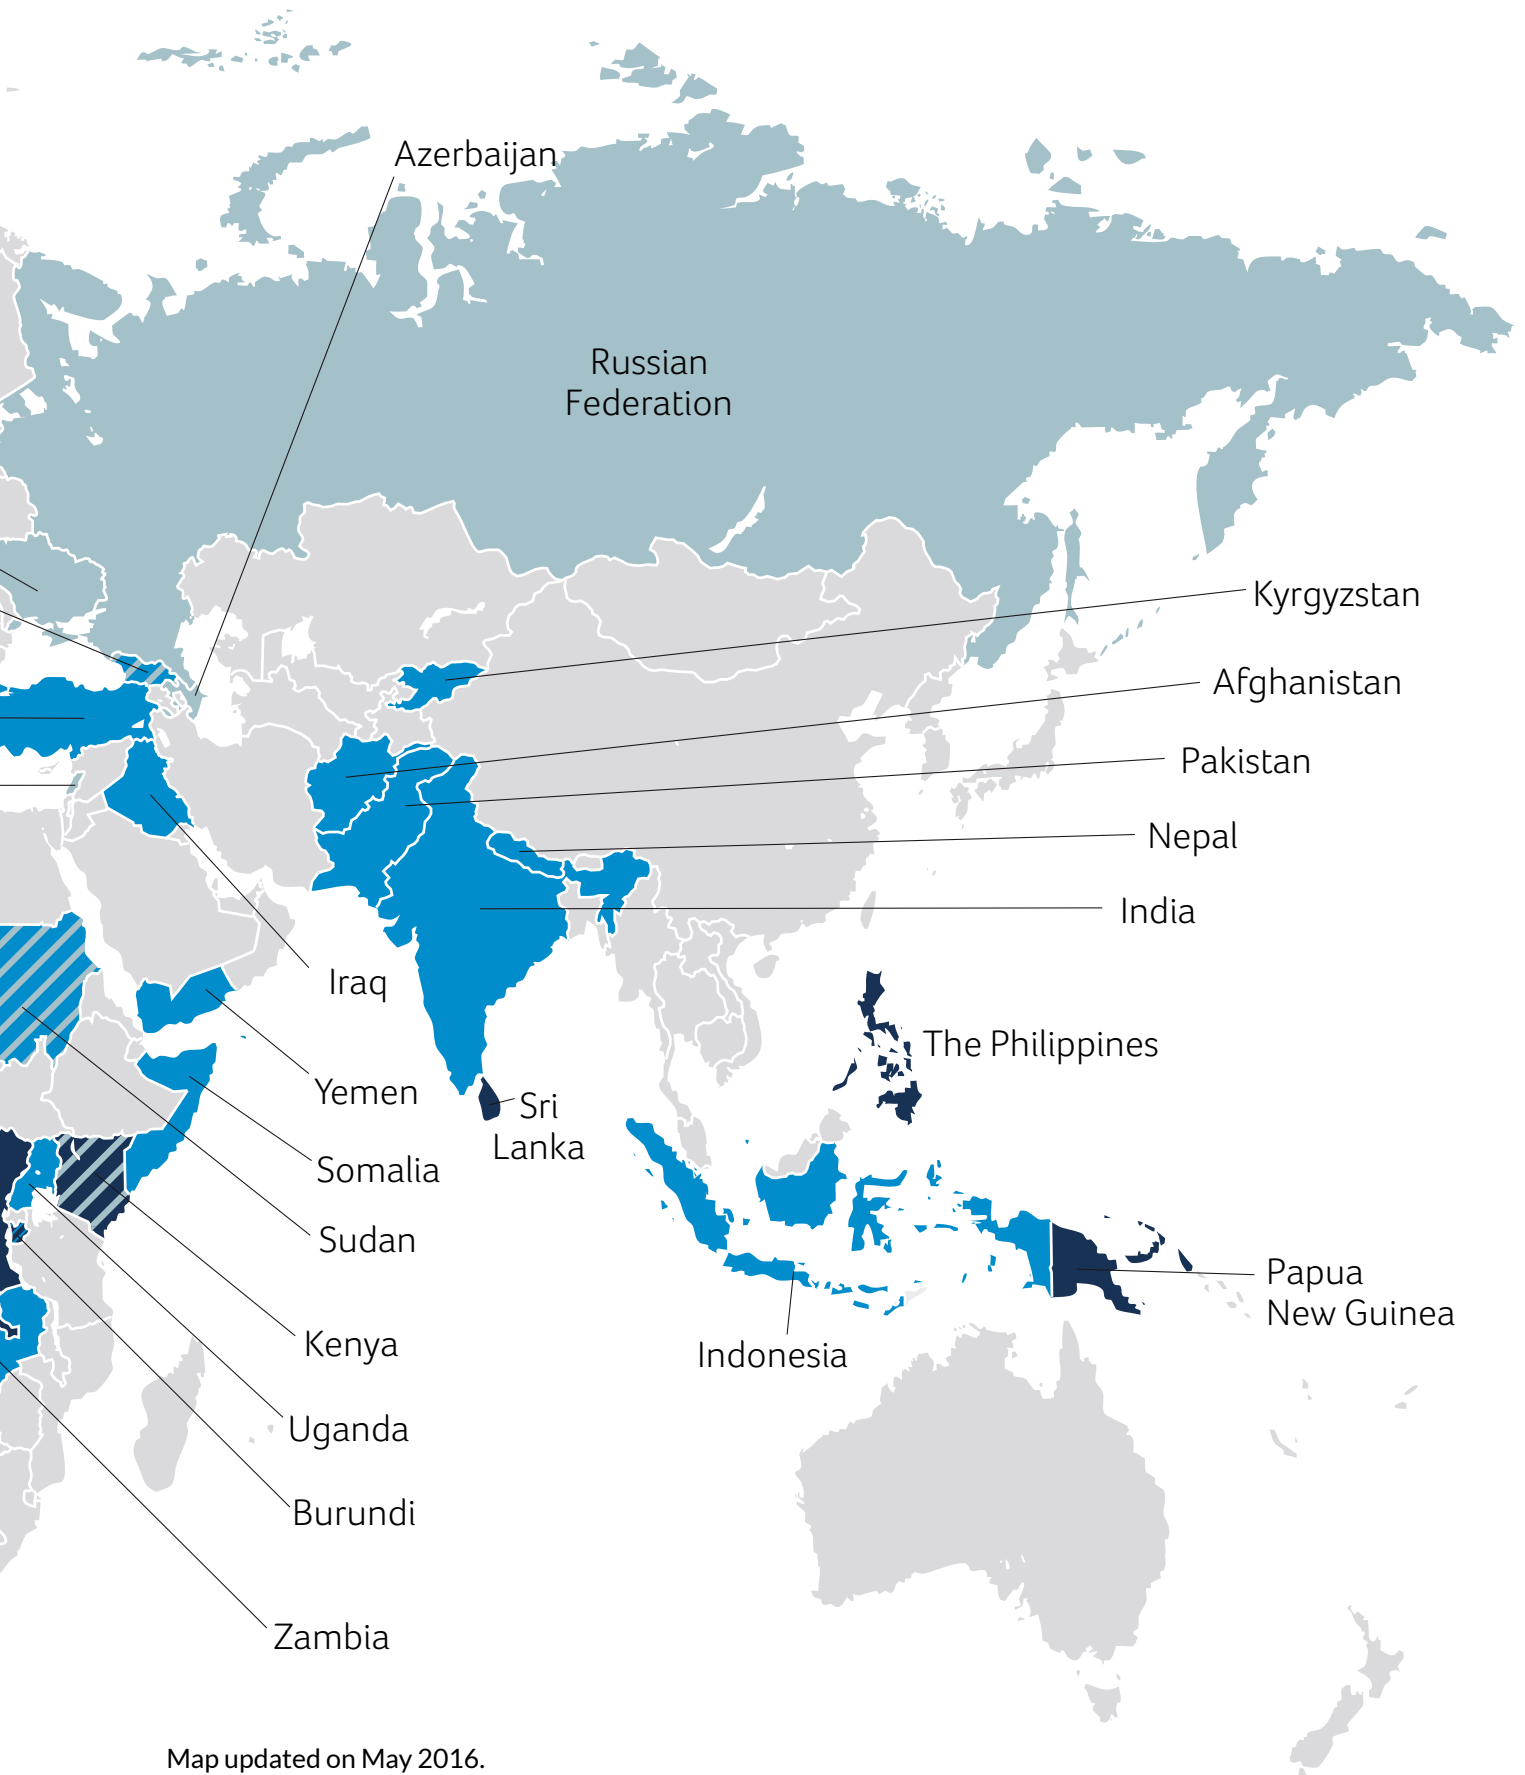 Azerbaijan
Russian
Federation
Kyrgyzstan
Afghanistan
Pakistan
Nepal
India
Iraq
The Philippines
Yemen
Sri
Lanka
Somalia
Sudan
Papua
New Guinea
Kenya
Indonesia
Uganda
Burundi
Zambia
Map updated on May 2016.